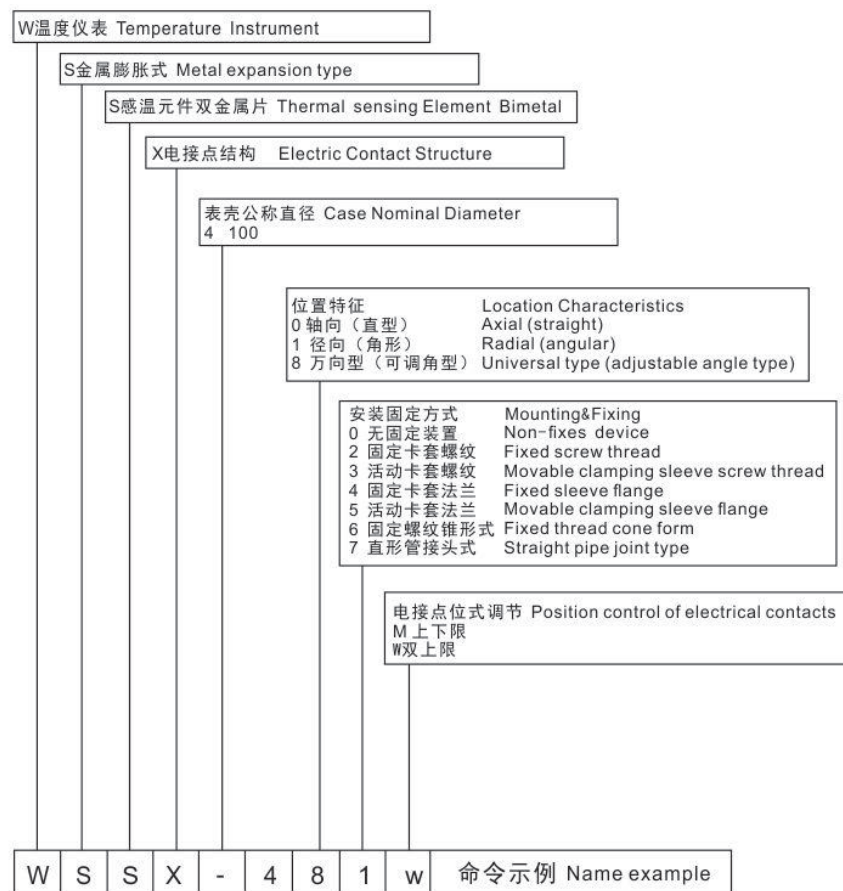 W温度仪表 Temperature Instrument
S金属膨胀式 Metal expansion type
S感温元件双金属片 Thermal sensing Element Bimetal
X电接点结构 Electric Contact Structure
表壳公称直径 Case Nominal Diameter
4 100
位置特征 Location Characteristics
0 轴向（直型） Axial (straight)
1 径向（角形） Radial (angular)
8 万向型（可调角型） Universal type (adjustable angle type)
安装固定方式 Mounting&Fixing
0 无固定装置 Non-fixes device
2 固定卡套螺纹 Fixed screw thread
3 活动卡套螺纹 Movable clamping sleeve screw thread
4 固定卡套法兰 Fixed sleeve flange
5 活动卡套法兰 Movable clamping sleeve flange
6 固定螺纹锥形式 Fixed thread cone form
7 直形管接头式 Straight pipe joint type
电接点位式调节 Position control of electrical contacts
M 上下限
W双上限
W S S X - 4 8 1 w 命令示例 Name example